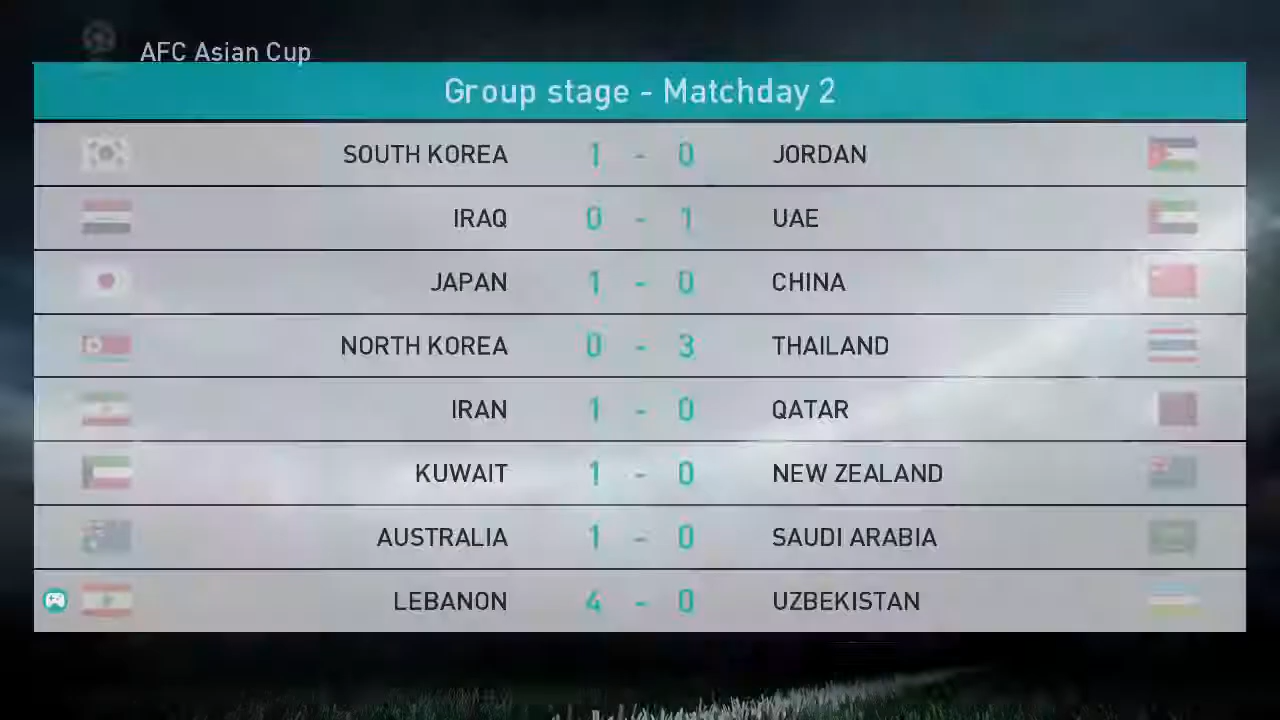 AFC Asian Cup
Group stage - Matchday 2
SOUTH KOREA 1 - 0 JORDAN
IRAQ 0 - 1 UAE
JAPAN 1 - 0 CHINA
NORTH KOREA 0 - 3 THAILAND
IRAN 1 - 0 QATAR
KUWAIT 1 - 0 NEW ZEALAND
AUSTRALIA 1 - 0 SAUDI ARABIA
LEBANON 4 - 0 UZBEKISTAN